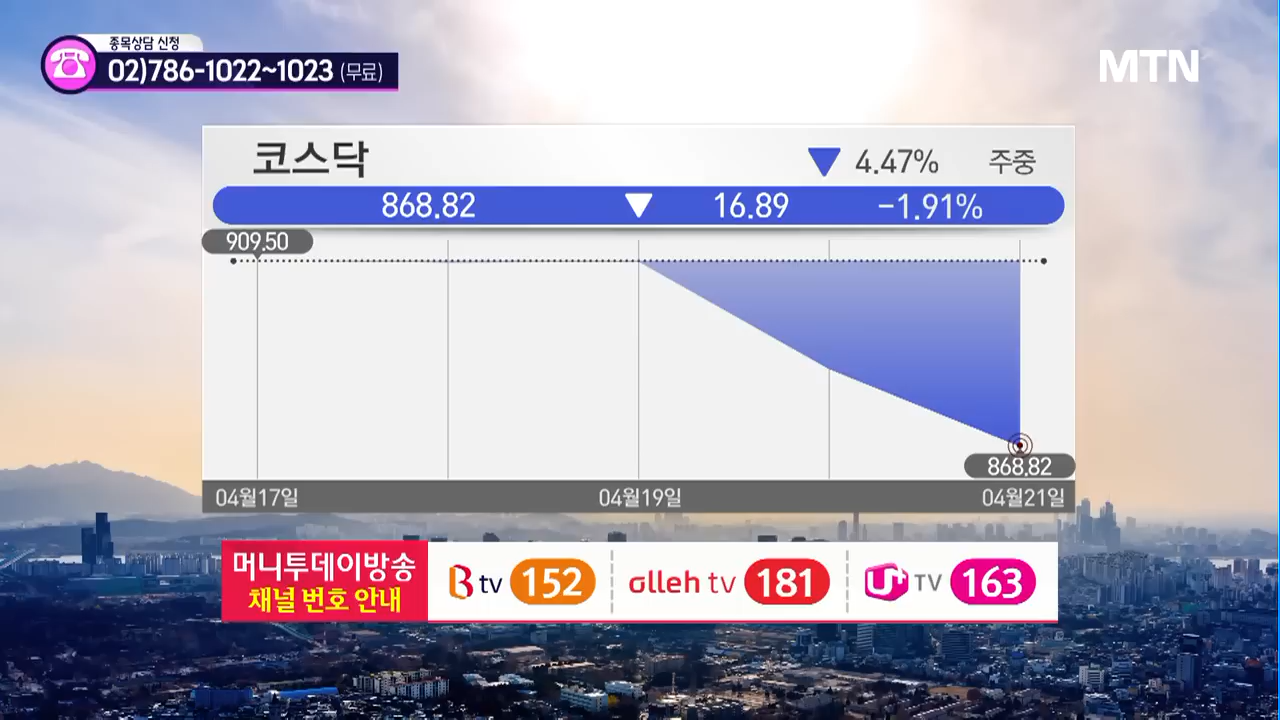 종목상담 신청
02)786-1022~1023 (무료)
MTN
코스닥
▼ 4.47% 주중
868.82 ▼ 16.89 -1.91%
909.50
868.82
04월17일 04월19일 04월21일
머니투데이방송
채널 번호 안내
B tv 152
olleh tv 181
U+ TV 163